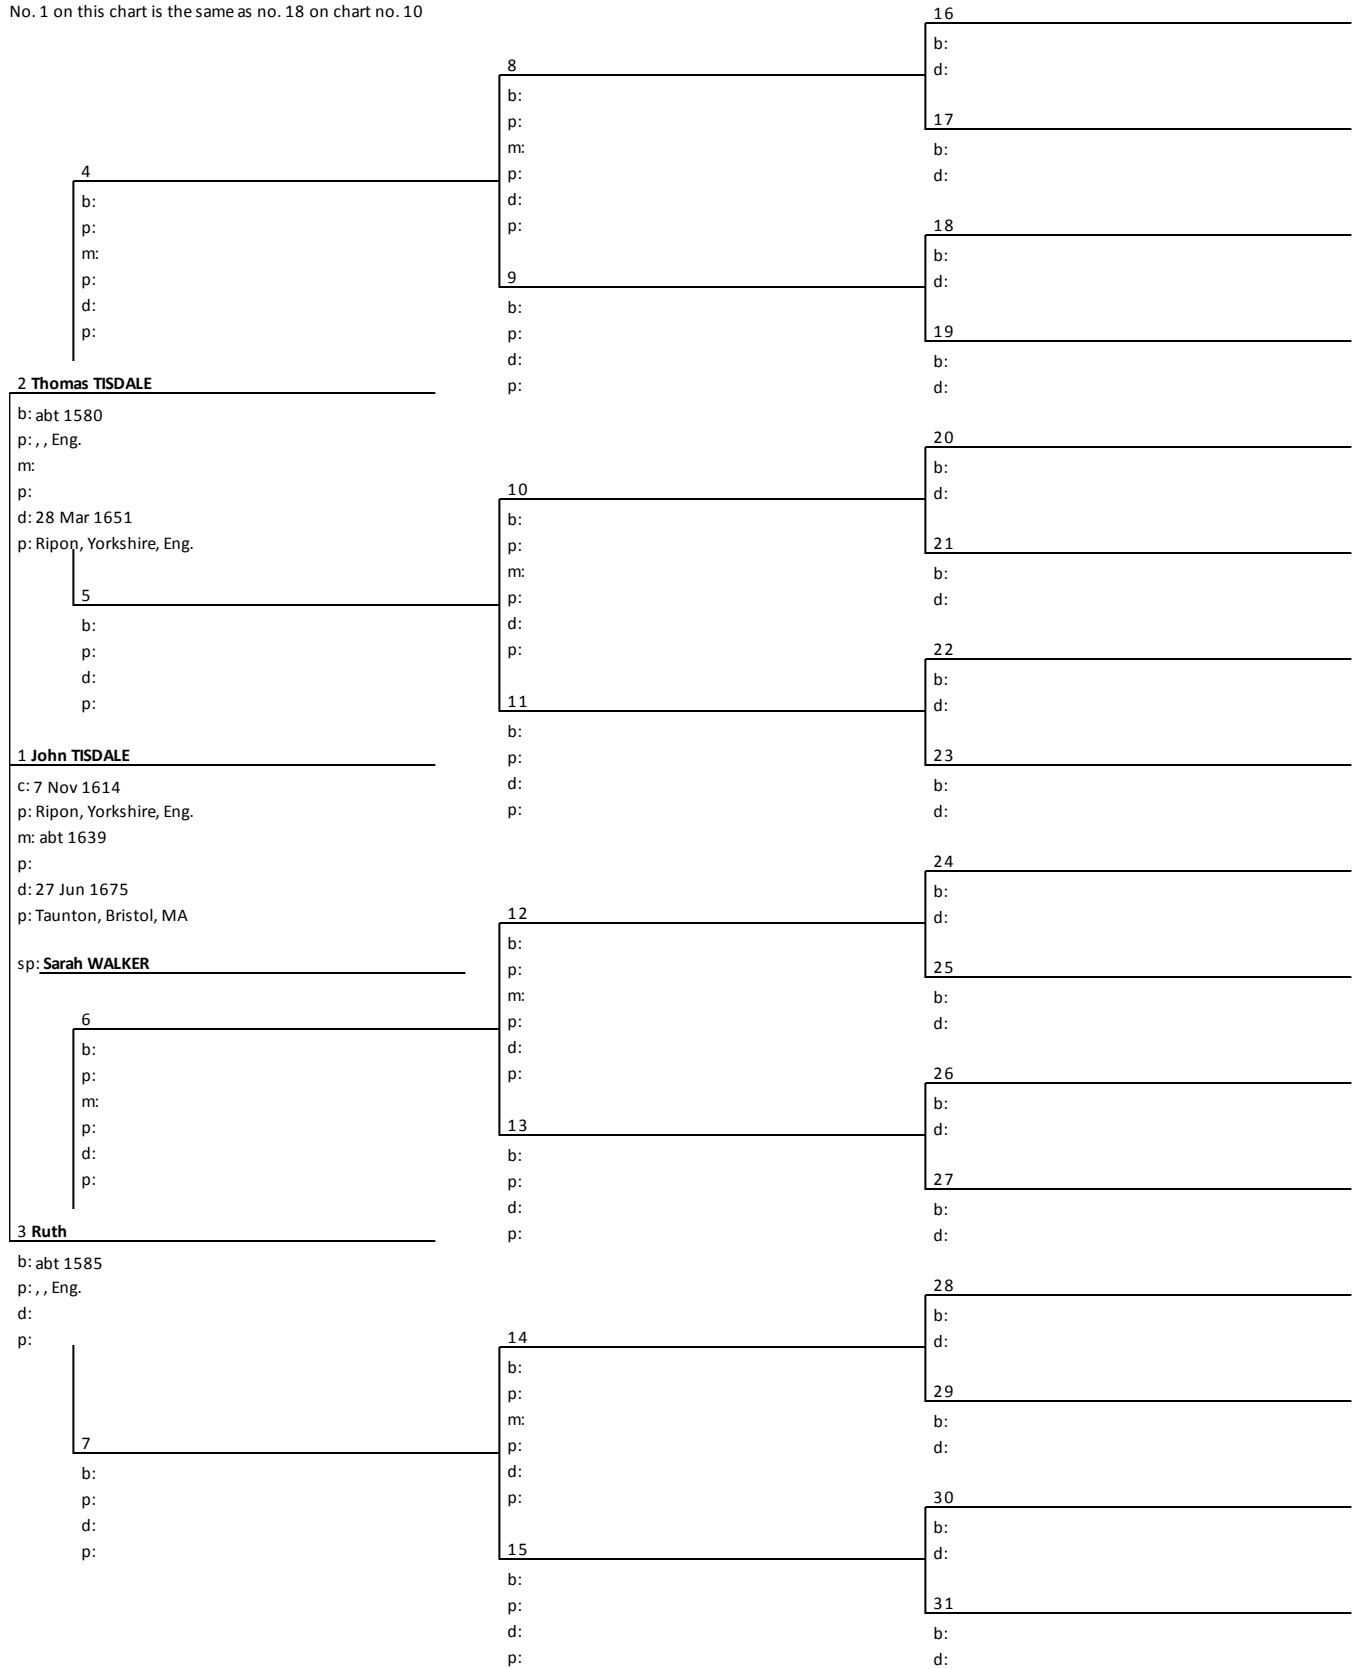 No. 1 on this chart is the same as no. 18 on chart no. 10
4
b:
p:
m:
p:
d:
p:
2 Thomas TISDALE
b: abt 1580
p: , , Eng.
m:
p:
d: 28 Mar 1651
p: Ripon, Yorkshire, Eng.
5
b:
p:
d:
p:
1 John TISDALE
c: 7 Nov 1614
p: Ripon, Yorkshire, Eng.
m: abt 1639
p:
d: 27 Jun 1675
p: Taunton, Bristol, MA
sp: Sarah WALKER
6
b:
p:
m:
p:
d:
p:
3 Ruth
b: abt 1585
p: , , Eng.
d:
p:
7
b:
p:
d:
p:
8
b:
p:
m:
p:
d:
p:
9
b:
p:
d:
p:
10
b:
p:
m:
p:
d:
p:
11
b:
p:
d:
p:
12
b:
p:
m:
p:
d:
p:
13
b:
p:
d:
p:
14
b:
p:
m:
p:
d:
p:
15
b:
p:
d:
p:
16
b:
d:
17
b:
d:
18
b:
d:
19
b:
d:
20
b:
d:
21
b:
d:
22
b:
d:
23
b:
d:
24
b:
d:
25
b:
d:
26
b:
d:
27
b:
d:
28
b:
d:
29
b:
d:
30
b:
d:
31
b:
d: